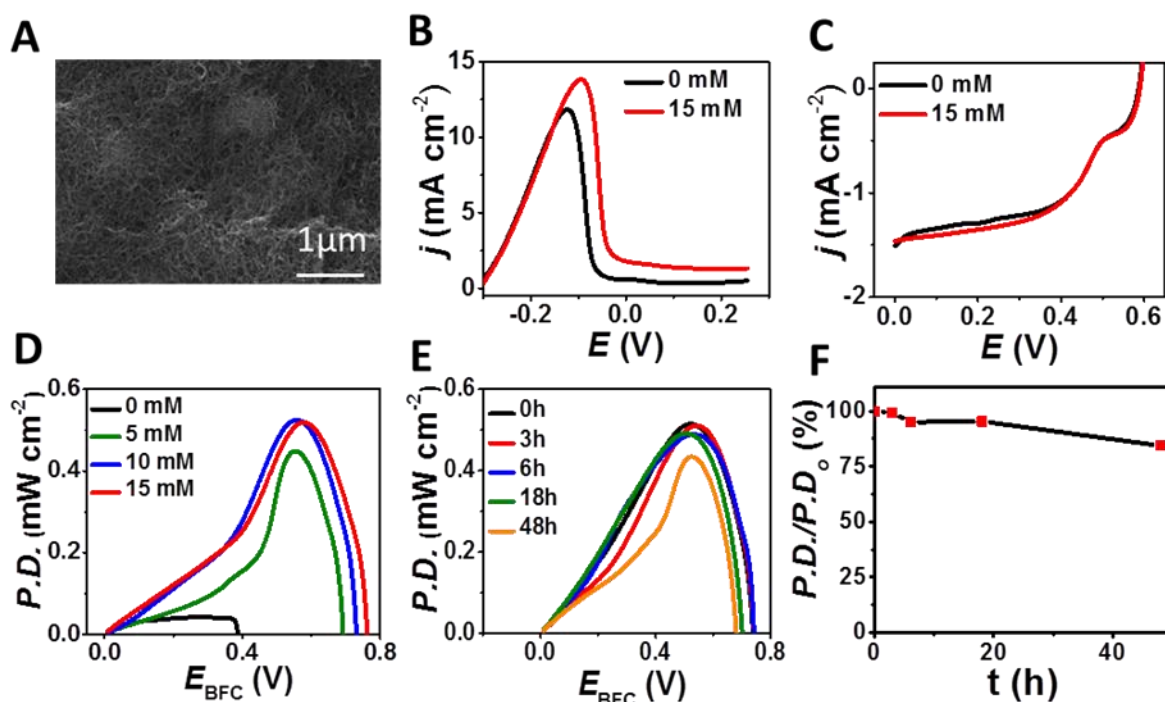 A
1μm
B
j (mA cm⁻²)
15
10
5
0
0 mM
15 mM
-0.2
0.0
0.2
E (V)
C
j (mA cm⁻²)
0
-1
-2
0 mM
15 mM
0.0
0.2
0.4
0.6
E (V)
D
P.D. (mW cm⁻²)
0.6
0.4
0.2
0.0
0 mM
5 mM
10 mM
15 mM
0.0
0.4
0.8
E_BFC (V)
E
P.D. (mW cm⁻²)
0.6
0.4
0.2
0.0
0h
3h
6h
18h
48h
0.0
0.4
0.8
E_BFC (V)
F
P.D./P.D_o (%)
100
75
50
25
0
0
20
40
t (h)